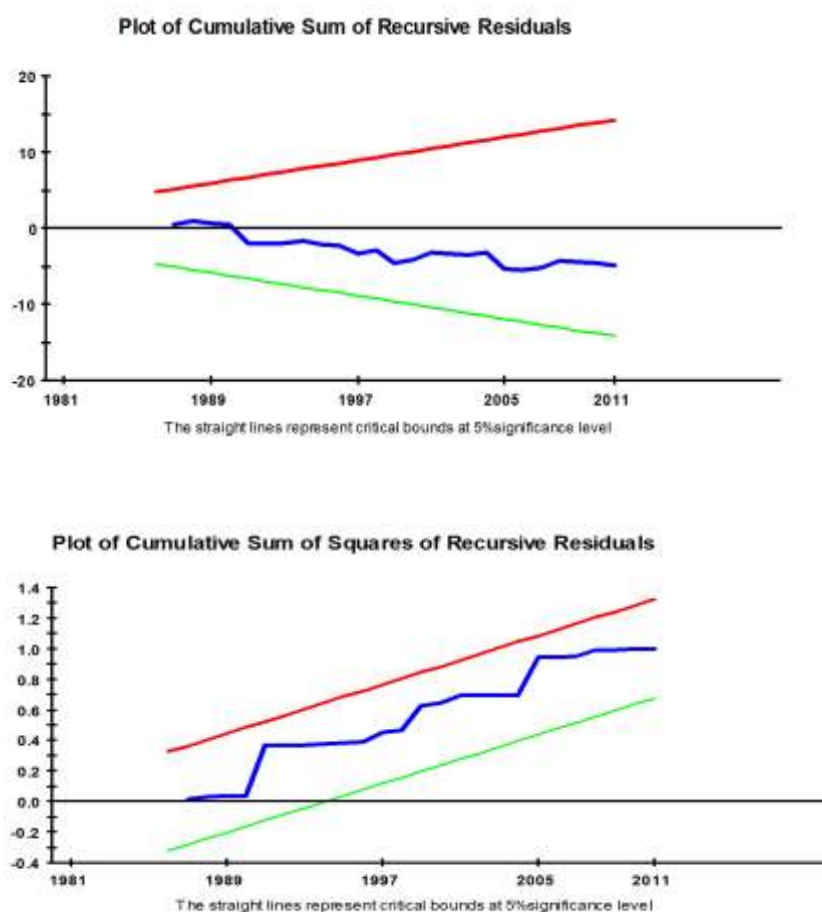 Plot of Cumulative Sum of Recursive Residuals
20
10
0
-10
-20
1981 1989 1997 2005 2011
The straight lines represent critical bounds at 5%significance level
Plot of Cumulative Sum of Squares of Recursive Residuals
1.4
1.2
1.0
0.8
0.6
0.4
0.2
0.0
-0.2
-0.4
1981 1989 1997 2005 2011
The straight lines represent critical bounds at 5%significance level